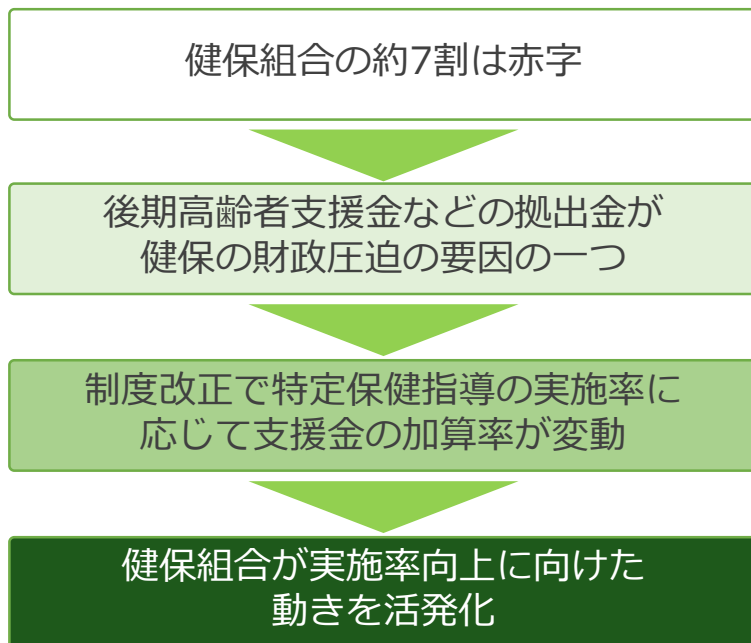 健保組合の約7割は赤字
後期高齢者支援金などの拠出金が
健保の財政圧迫の要因の一つ
制度改正で特定保健指導の実施率に
応じて支援金の加算率が変動
健保組合が実施率向上に向けた
動きを活発化